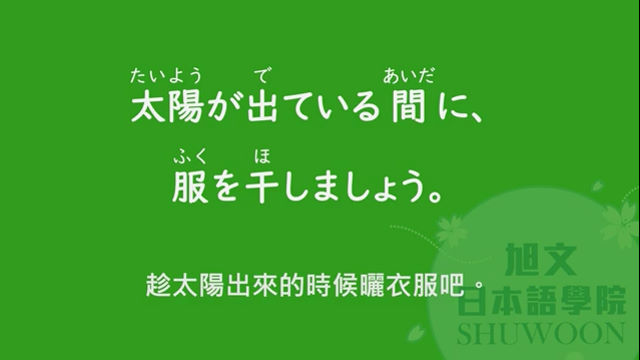 たいよう で あいだ
太陽が出ている間に、
ふく ほ
服を干しましょう。
趁太陽出來的時候曬衣服吧。
旭文
日本語學院
SHUWOON